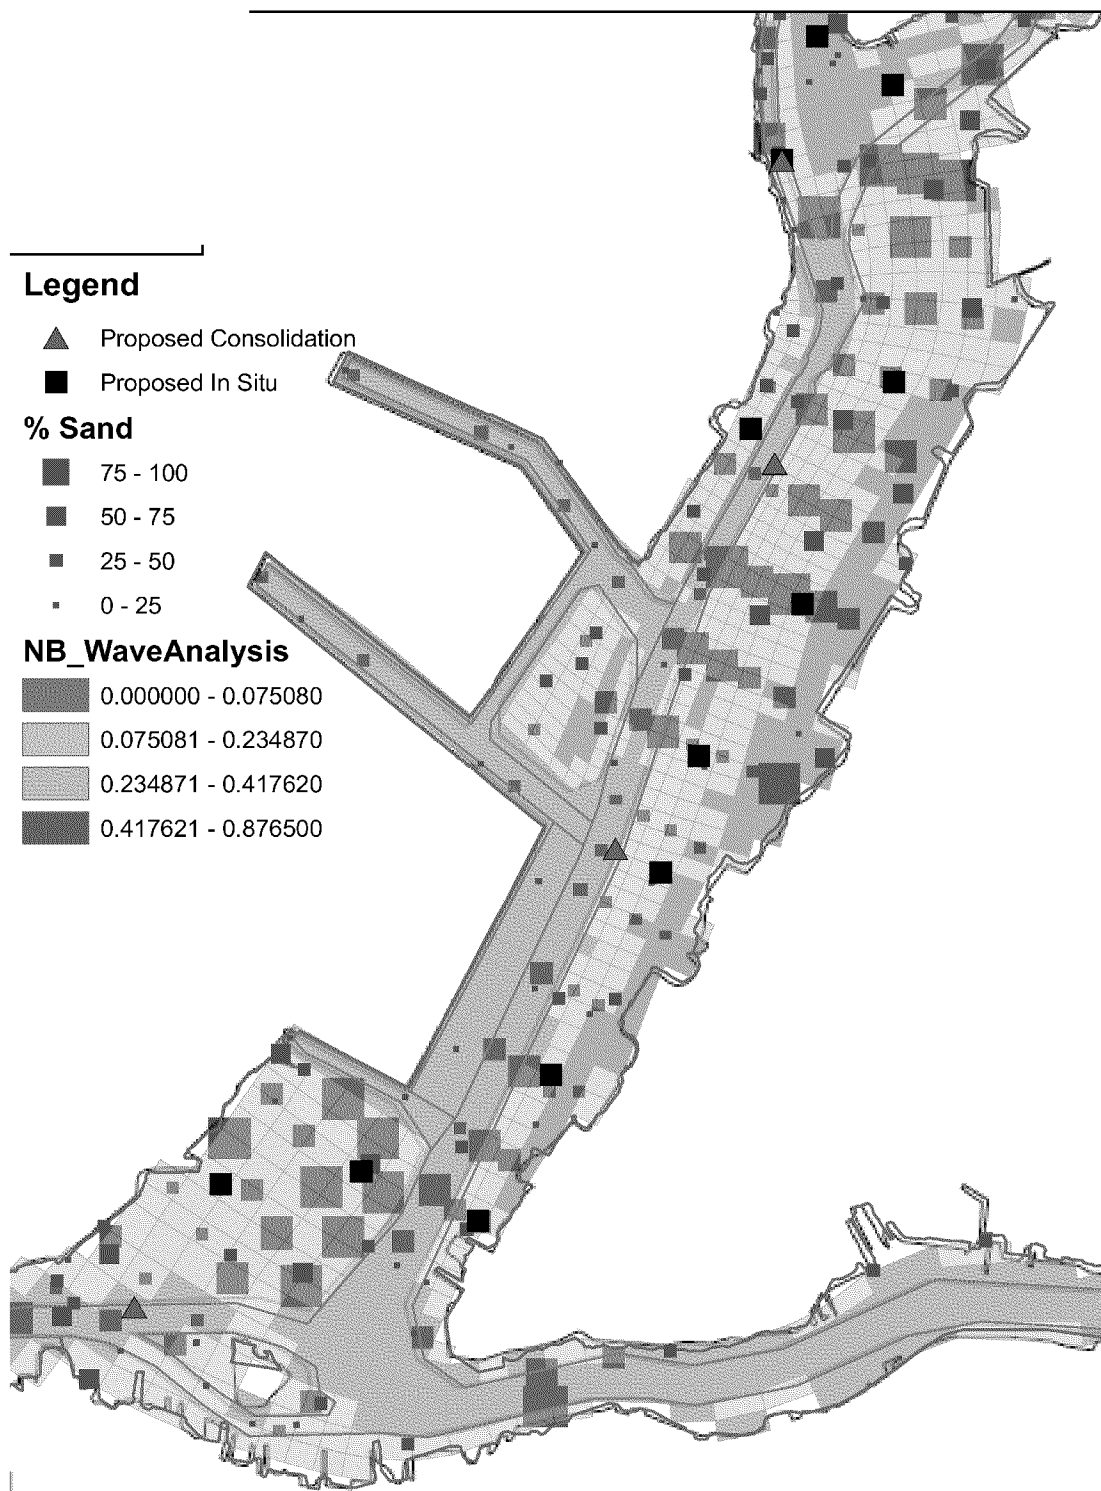 Legend
Proposed Consolidation
Proposed In Situ
% Sand
75 - 100
50 - 75
25 - 50
0 - 25
NB_WaveAnalysis
0.000000 - 0.075080
0.075081 - 0.234870
0.234871 - 0.417620
0.417621 - 0.876500